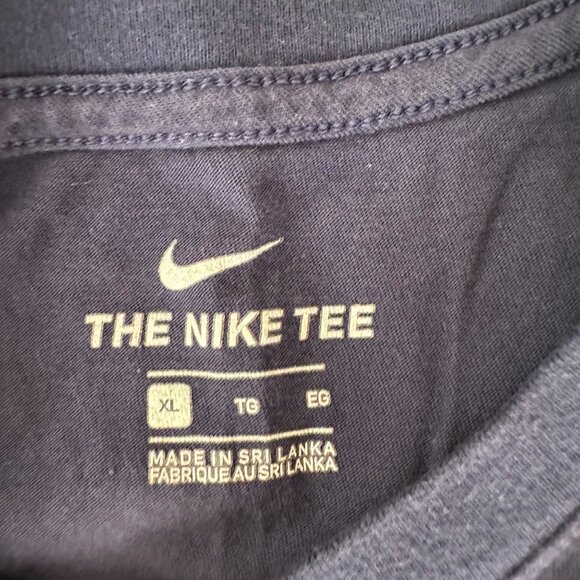 THE NIKE TEE
XL TG EG
MADE IN SRI LANKA
FABRIQUE AU SRI LANKA